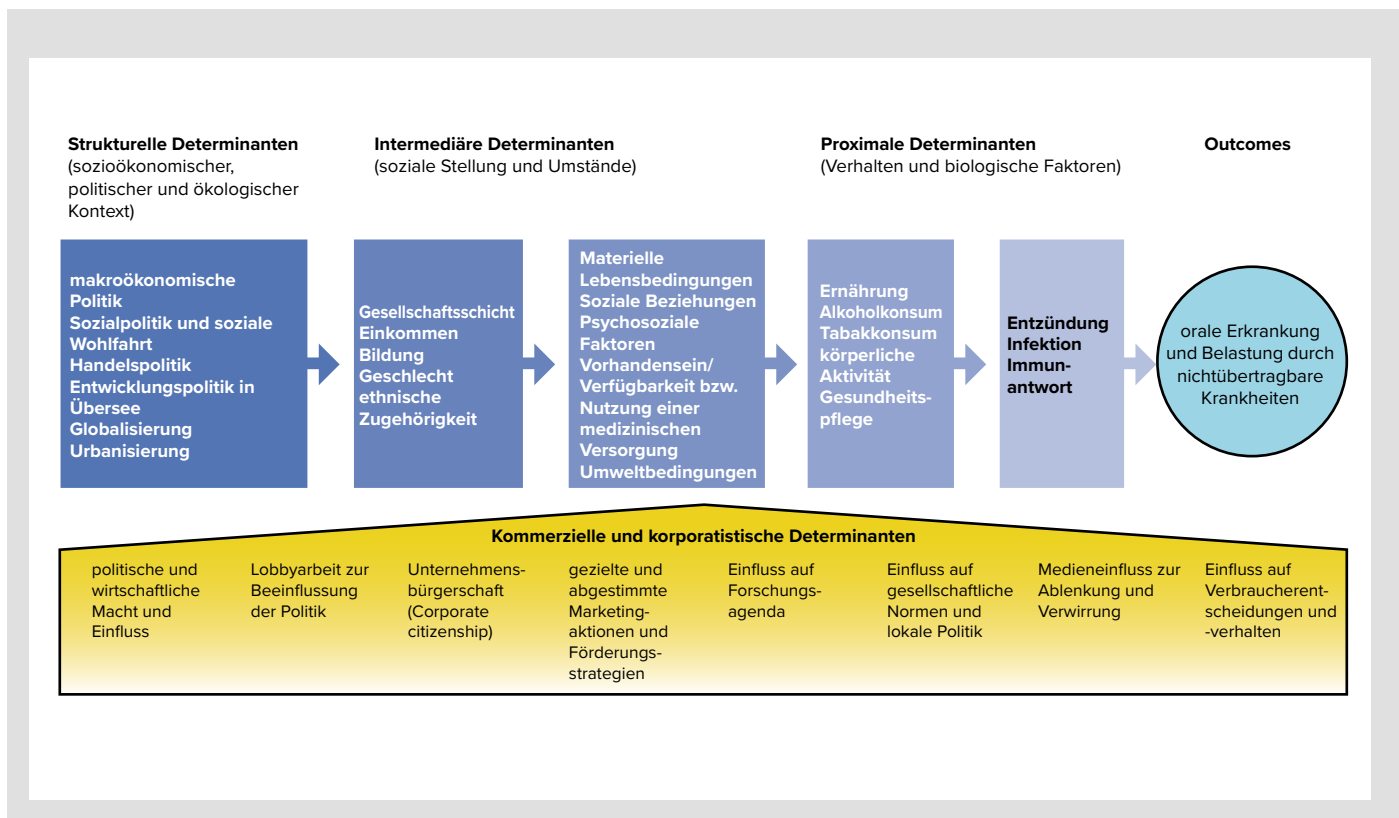 Strukturelle Determinanten
(sozioökonomischer,
politischer und ökologischer
Kontext)
Intermediäre Determinanten
(soziale Stellung und Umstände)
Proximale Determinanten
(Verhalten und biologische Faktoren)
Outcomes
makroökonomische
Politik
Sozialpolitik und soziale
Wohlfahrt
Handelspolitik
Entwicklungspolitik in
Übersee
Globalisierung
Urbanisierung
Gesellschaftsschicht
Einkommen
Bildung
Geschlecht
ethnische
Zugehörigkeit
Materielle
Lebensbedingungen
Soziale Beziehungen
Psychosoziale
Faktoren
Vorhandensein/
Verfügbarkeit bzw.
Nutzung einer
medizinischen
Versorgung
Umweltbedingungen
Ernährung
Alkoholkonsum
Tabakkonsum
körperliche
Aktivität
Gesundheits-
pflege
Entzündung
Infektion
Immun-
antwort
orale Erkrankung
und Belastung durch
nichtübertragbare
Krankheiten
Kommerzielle und korporatistische Determinanten
politische und
wirtschaftliche
Macht und
Einfluss
Lobbyarbeit zur
Beeinflussung
der Politik
Unternehmens-
bürgerschaft
(Corporate
citizenship)
gezielte und
abgestimmte
Marketing-
aktionen und
Förderungs-
strategien
Einfluss auf
Forschungs-
agenda
Einfluss auf
gesellschaftliche
Normen und
lokale Politik
Medieneinfluss zur
Ablenkung und
Verwirrung
Einfluss auf
Verbraucherent-
scheidungen und
-verhalten